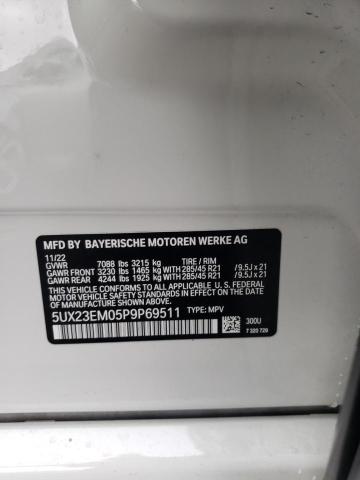 MFD BY BAYERISCHE MOTOREN WERKE AG
11/22
GVWR 7088 lbs 3215 kg TIRE / RIM
GAWR FRONT 3230 lbs 1465 kg WITH 285/45 R21 /9.5J x 21
GAWR REAR 4244 lbs 1925 kg WITH 285/45 R21 /9.5J x 21
THIS VEHICLE CONFORMS TO ALL APPLICABLE FEDERAL MOTOR
VEHICLE SAFETY STANDARDS IN EFFECT ON THE DATE OF
MANUFACTURE SHOWN ABOVE.
5UX23EM05P9P69511 TYPE: MPV 300U
7 320 720